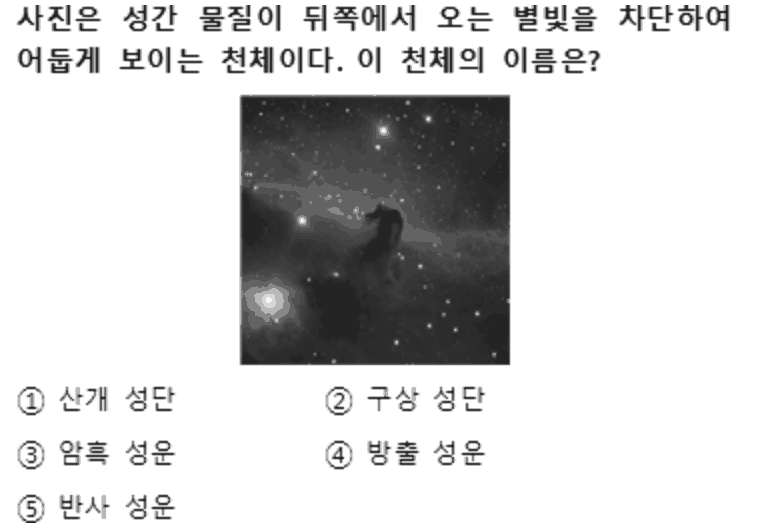 사진은 성간 물질이 뒤쪽에서 오는 별빛을 차단하여
어둡게 보이는 천체이다. 이 천체의 이름은?
① 산개 성단 ② 구상 성단
③ 암흑 성운 ④ 방출 성운
⑤ 반사 성운